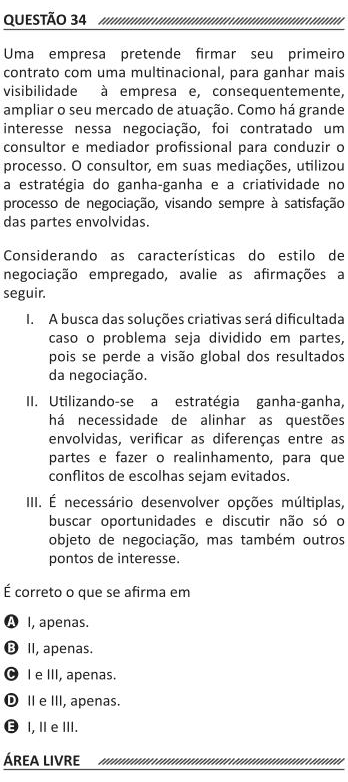 QUESTÃO 34
Uma empresa pretende firmar seu primeiro
contrato com uma multinacional, para ganhar mais
visibilidade à empresa e, consequentemente,
ampliar o seu mercado de atuação. Como há grande
interesse nessa negociação, foi contratado um
consultor e mediador profissional para conduzir o
processo. O consultor, em suas mediações, utilizou
a estratégia do ganha-ganha e a criatividade no
processo de negociação, visando sempre à satisfação
das partes envolvidas.
Considerando as características do estilo de
negociação empregado, avalie as afirmações a
seguir.
I. A busca das soluções criativas será dificultada
caso o problema seja dividido em partes,
pois se perde a visão global dos resultados
da negociação.
II. Utilizando-se a estratégia ganha-ganha,
há necessidade de alinhar as questões
envolvidas, verificar as diferenças entre as
partes e fazer o realinhamento, para que
conflitos de escolhas sejam evitados.
III. É necessário desenvolver opções múltiplas,
buscar oportunidades e discutir não só o
objeto de negociação, mas também outros
pontos de interesse.
É correto o que se afirma em
A I, apenas.
B II, apenas.
C I e III, apenas.
D II e III, apenas.
E I, II e III.
ÁREA LIVRE